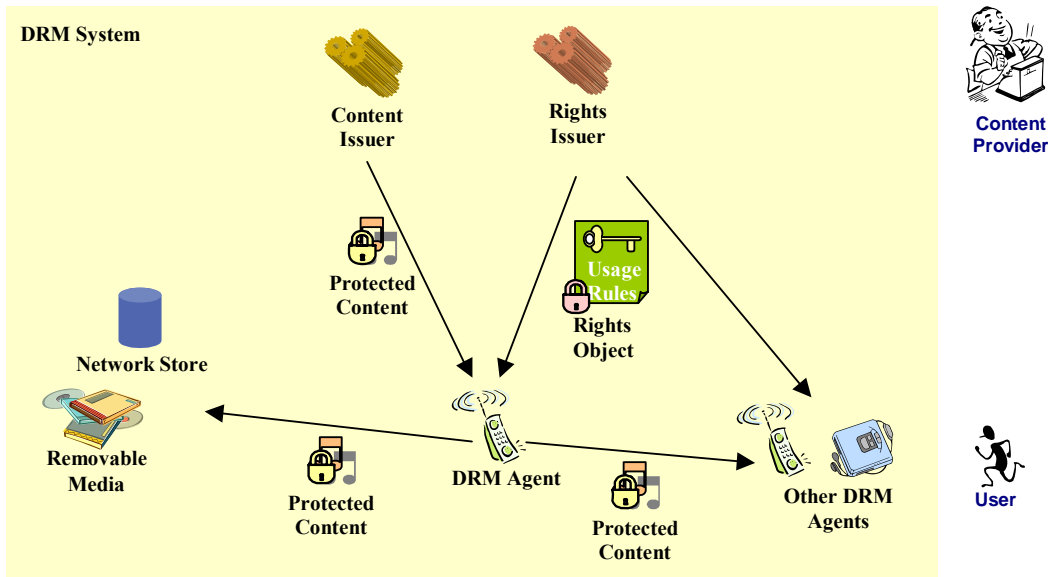 DRM System
Content
Issuer
Rights
Issuer
Content
Provider
Protected
Content
Usage
Rules
Rights
Object
Network Store
Removable
Media
Protected
Content
DRM Agent
Protected
Content
Other DRM
Agents
User